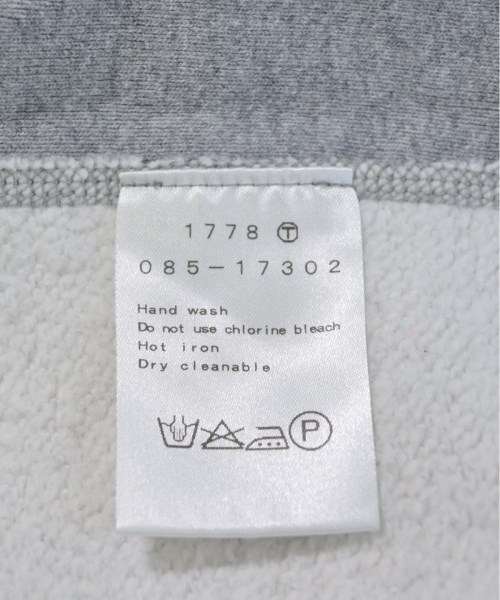 1778 Ⓣ
085-17302
Hand wash
Do not use chlorine bleach
Hot iron
Dry cleanable
P